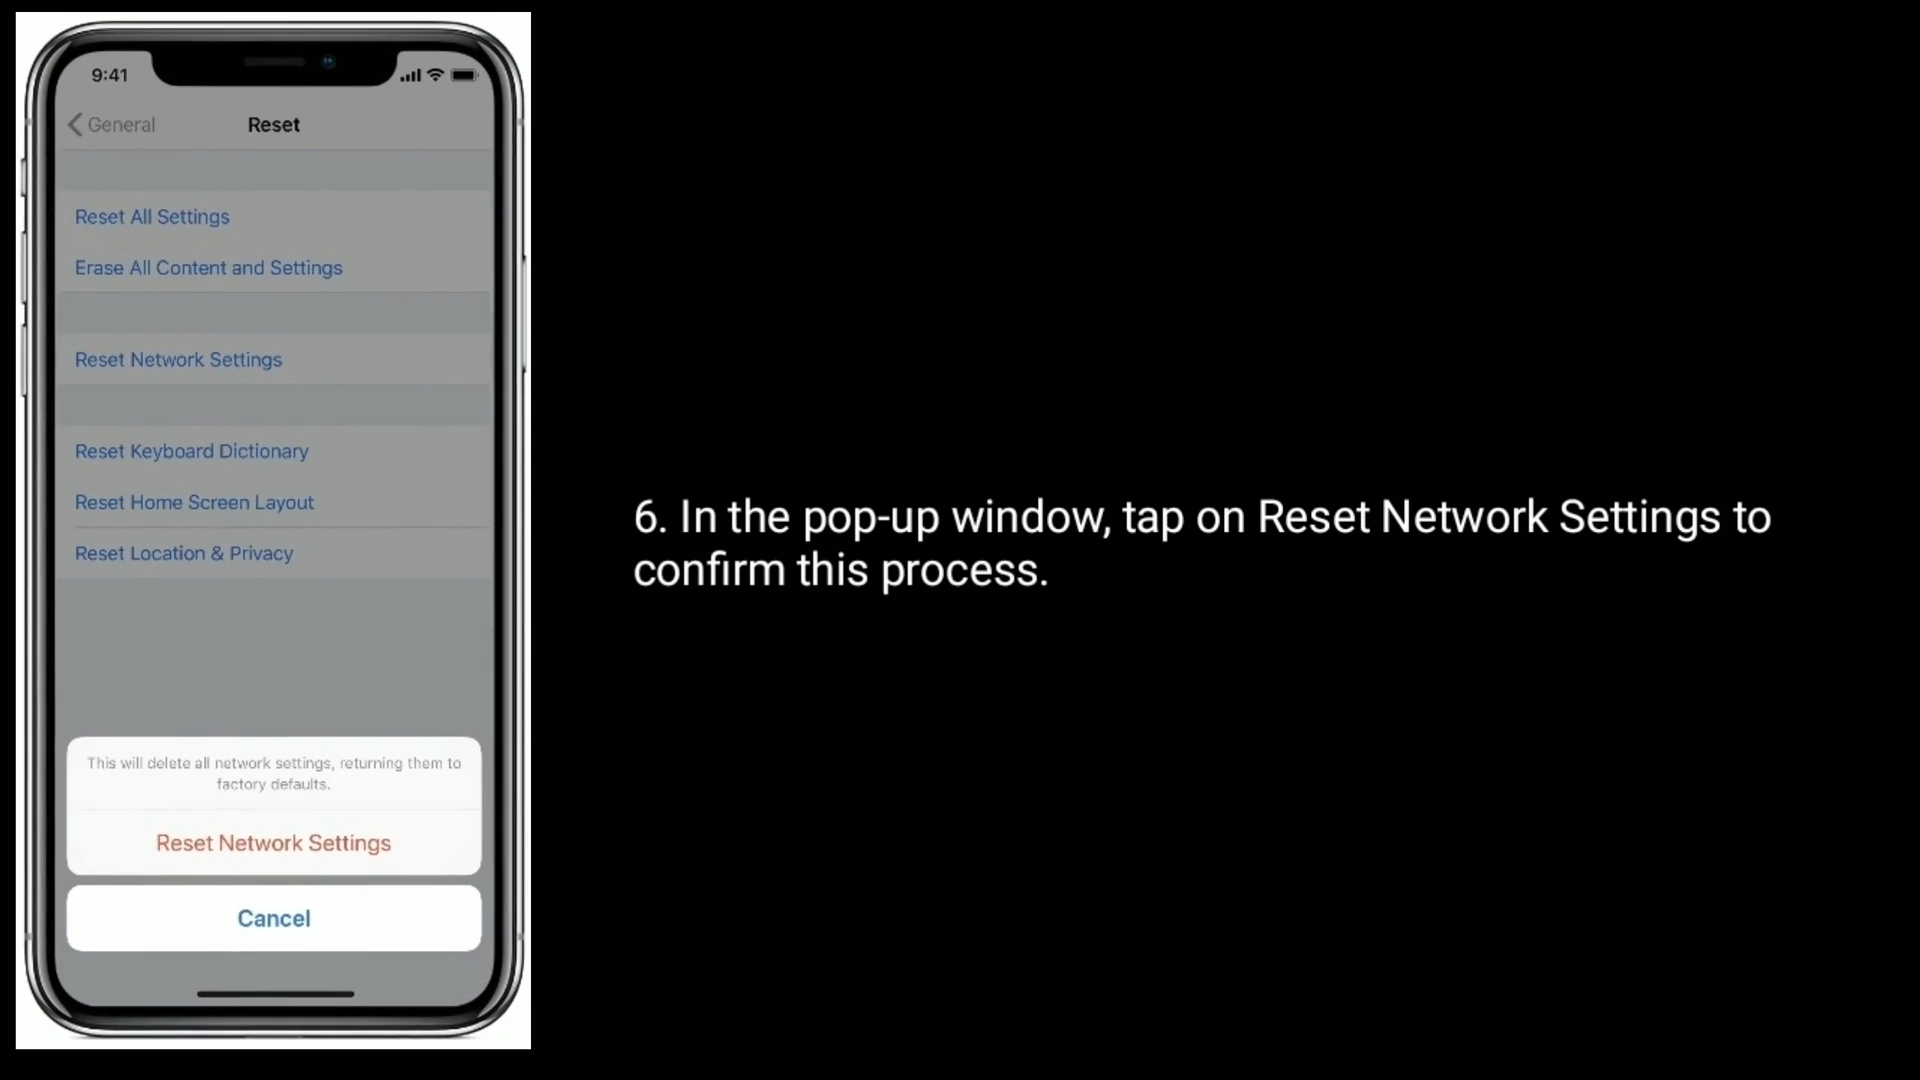 9:41
General
Reset
Reset All Settings
Erase All Content and Settings
Reset Network Settings
Reset Keyboard Dictionary
Reset Home Screen Layout
Reset Location & Privacy
This will delete all network settings, returning them to
factory defaults.
Reset Network Settings
Cancel
6. In the pop-up window, tap on Reset Network Settings to
confirm this process.